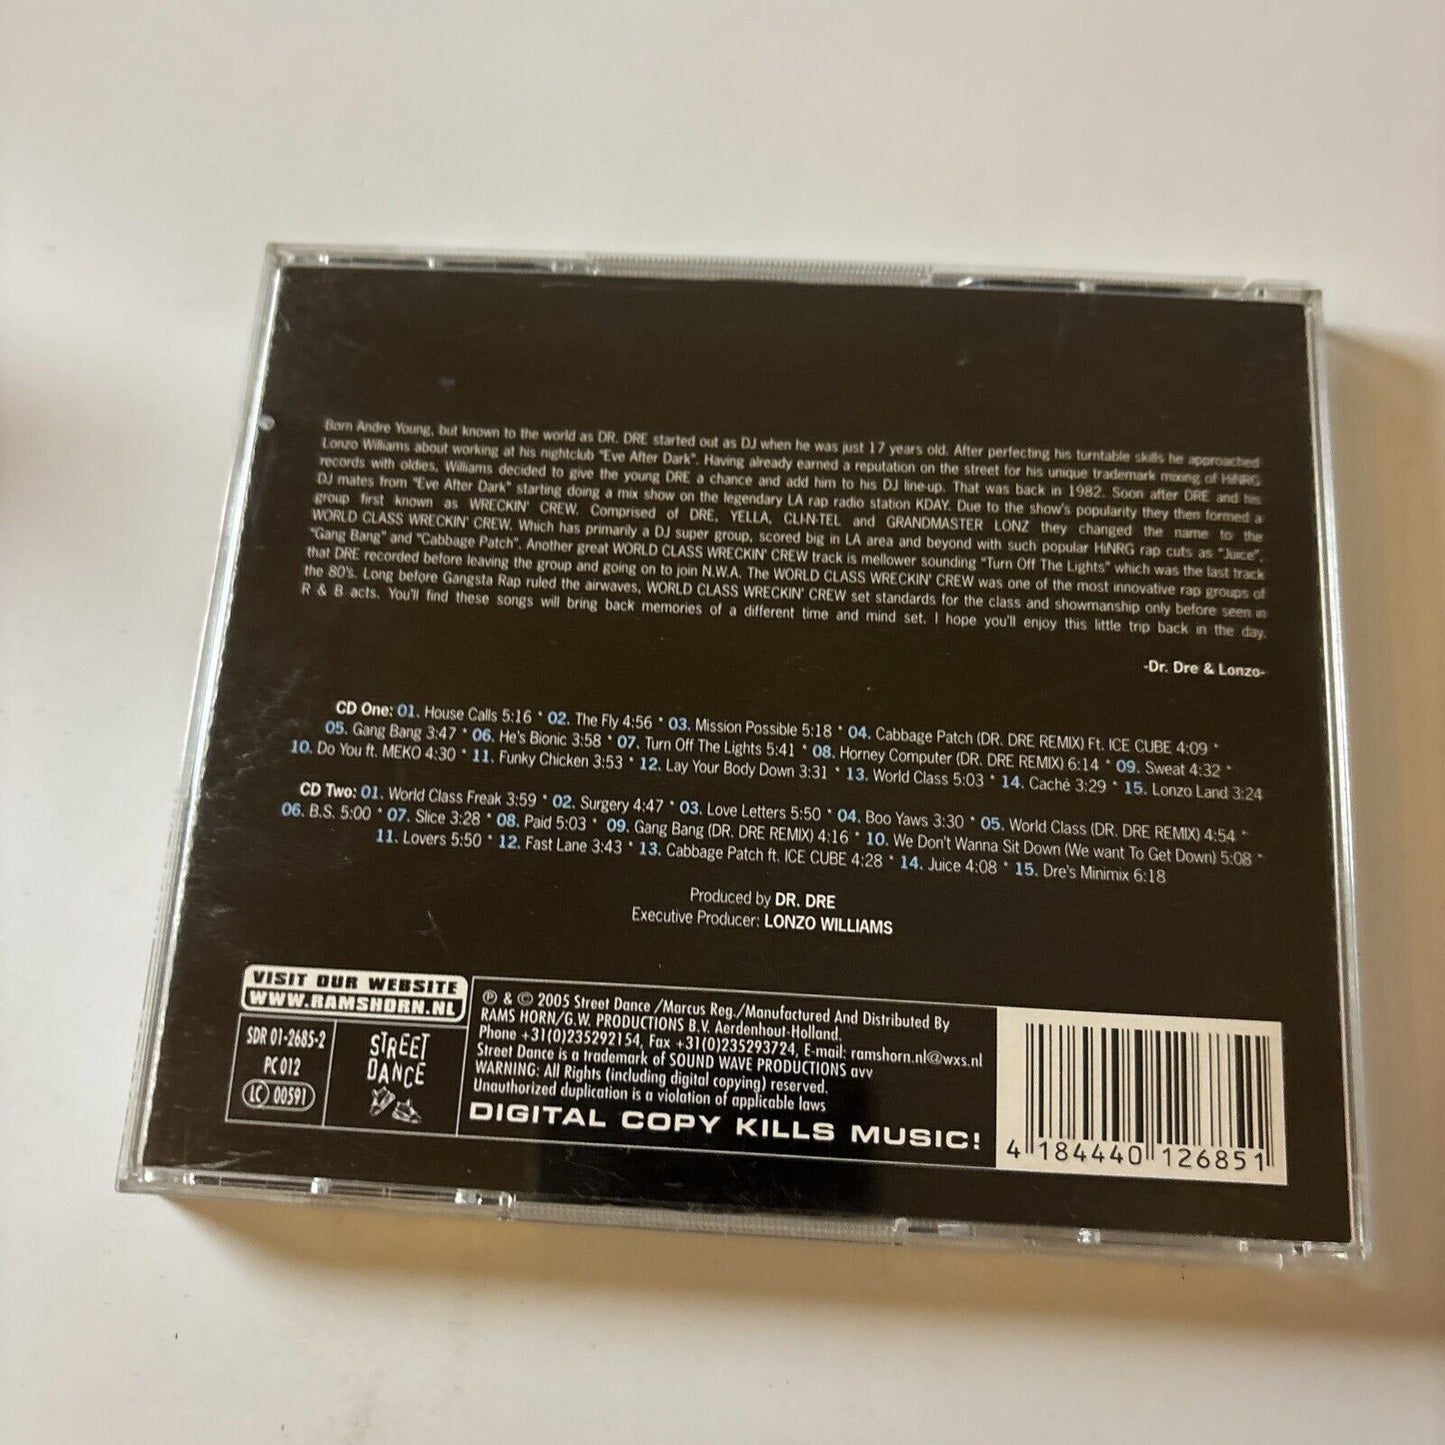 Born Andre Young, but known to the world as DR. DRE started out as DJ when he was just 17 years old. After perfecting his turntable skills he approached
Lonzo Williams about working at his nightclub "Eve After Dark". Having already earned a reputation on the street for his unique trademark mixing of HiNRG
records with oldies, Williams decided to give the young DRE a chance and add him to his DJ line-up. That was back in 1982. Soon after DRE and his
DJ mates from "Eve After Dark" starting doing a mix show on the legendary LA rap radio station KDAY. Due to the show's popularity they then formed a
group first known as WRECKIN' CREW. Comprised of DRE, YELLA, CLI-N-TEL and GRANDMASTER LONZ they changed the name to the
WORLD CLASS WRECKIN' CREW. Which has primarily a DJ super group, scored big in LA area and beyond with such popular HiNRG rap cuts as "Juice",
"Gang Bang" and "Cabbage Patch". Another great WORLD CLASS WRECKIN' CREW track is mellower sounding "Turn Off The Lights" which was the last track
that DRE recorded before leaving the group and going on to join N.W.A. The WORLD CLASS WRECKIN' CREW was one of the most innovative rap groups of
the 80's. Long before Gangsta Rap ruled the airwaves, WORLD CLASS WRECKIN' CREW set standards for the class and showmanship only before seen in
R & B acts. You'll find these songs will bring back memories of a different time and mind set. I hope you'll enjoy this little trip back in the day.
-Dr. Dre & Lonzo-
CD One: 01. House Calls 5:16 * 02. The Fly 4:56 * 03. Mission Possible 5:18 * 04. Cabbage Patch (DR. DRE REMIX) Ft. ICE CUBE 4:09 *
05. Gang Bang 3:47 * 06. He's Bionic 3:58 * 07. Turn Off The Lights 5:41 * 08. Horney Computer (DR. DRE REMIX) 6:14 * 09. Sweat 4:32 *
10. Do You ft. MEKO 4:30 * 11. Funky Chicken 3:53 * 12. Lay Your Body Down 3:31 * 13. World Class 5:03 * 14. Caché 3:29 * 15. Lonzo Land 3:24
CD Two: 01. World Class Freak 3:59 * 02. Surgery 4:47 * 03. Love Letters 5:50 * 04. Boo Yaws 3:30 * 05. World Class (DR. DRE REMIX) 4:54 *
06. B.S. 5:00 * 07. Slice 3:28 * 08. Paid 5:03 * 09. Gang Bang (DR. DRE REMIX) 4:16 * 10. We Don't Wanna Sit Down (We want To Get Down) 5:08 *
11. Lovers 5:50 * 12. Fast Lane 3:43 * 13. Cabbage Patch ft. ICE CUBE 4:28 * 14. Juice 4:08 * 15. Dre's Minimix 6:18
Produced by DR. DRE
Executive Producer: LONZO WILLIAMS
VISIT OUR WEBSITE
WWW.RAMSHORN.NL
SDR 01-2685-2
PC 012
LC 00591
STREET
DANCE
℗ & © 2005 Street Dance /Marcus Reg./Manufactured And Distributed By
RAMS HORN/G.W. PRODUCTIONS B.V. Aerdenhout-Holland.
Phone +31(0)235292154, Fax +31(0)235293724, E-mail: ramshorn.nl@wxs.nl
Street Dance is a trademark of SOUND WAVE PRODUCTIONS avv
WARNING: All Rights (including digital copying) reserved.
Unauthorized duplication is a violation of applicable laws
DIGITAL COPY KILLS MUSIC!
4 184440 126851